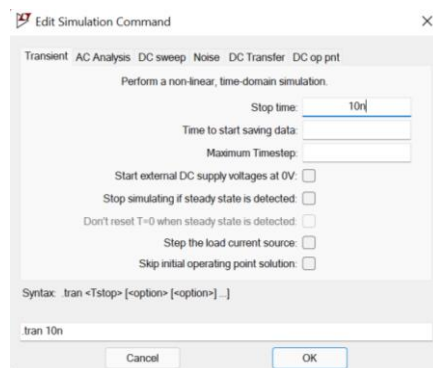 Edit Simulation Command
Transient AC Analysis DC sweep Noise DC Transfer DC op pnt
Perform a non-linear, time-domain simulation.
Stop time: 10n
Time to start saving data:
Maximum Timestep:
Start external DC supply voltages at 0V:
Stop simulating if steady state is detected:
Don't reset T=0 when steady state is detected:
Step the load current source:
Skip initial operating point solution:
Syntax: .tran <Tstop> [<option> [<option>] ...]
.tran 10n
Cancel OK